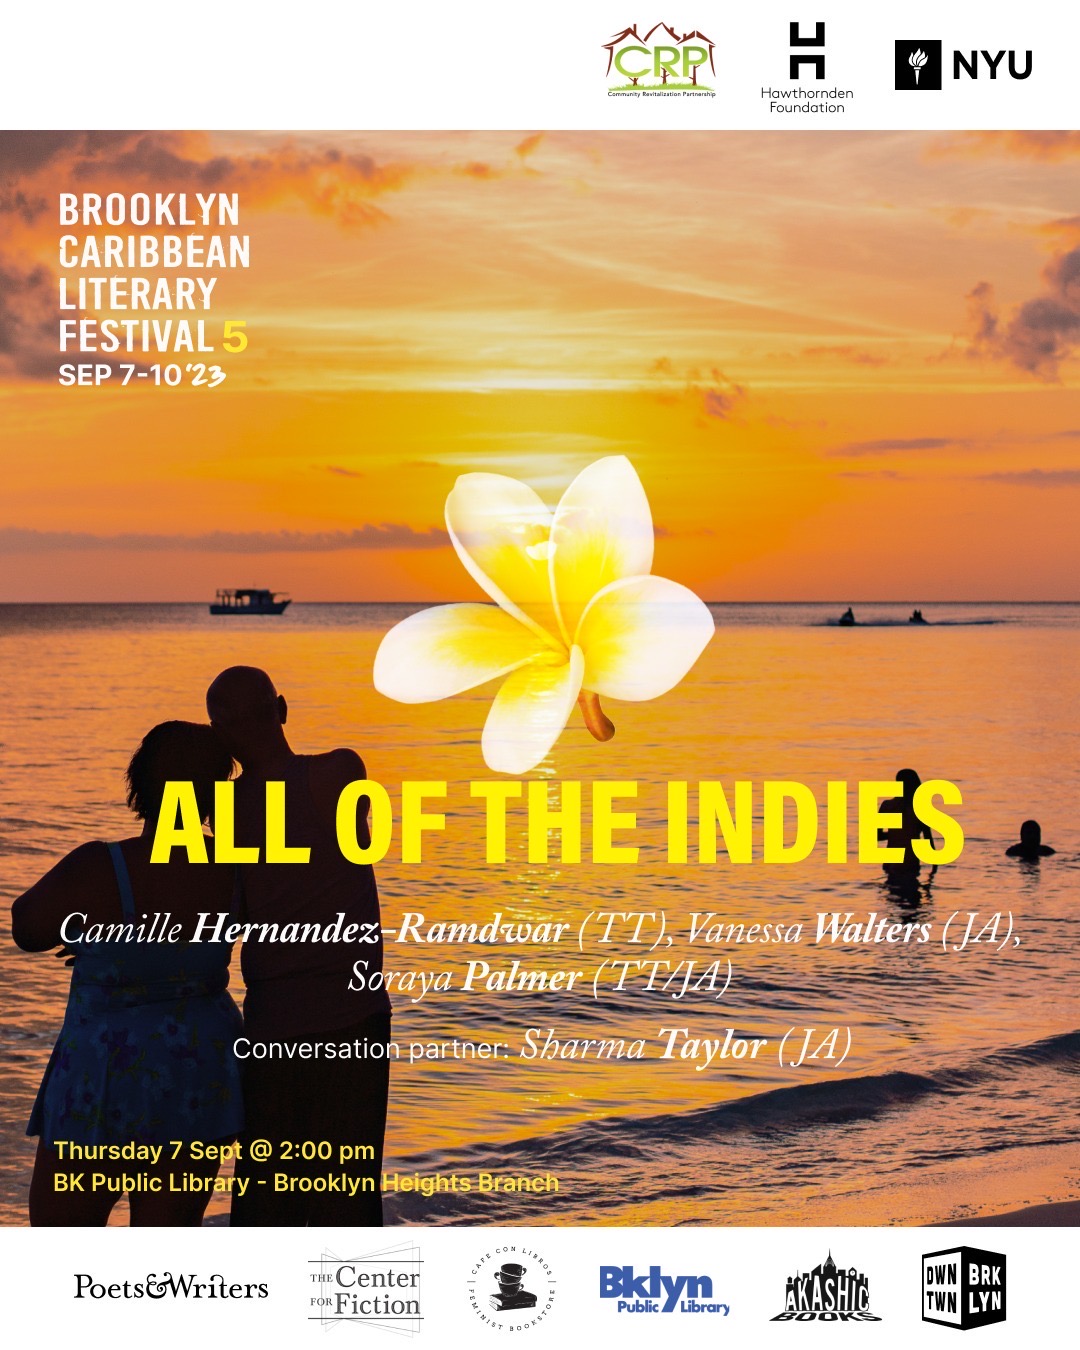 CRP
Community Revitalization Partnership
Hawthornden
Foundation
NYU
BROOKLYN
CARIBBEAN
LITERARY
FESTIVAL 5
SEP 7-10 '23
ALL OF THE INDIES
Camille Hernandez-Ramdwar (TT), Vanessa Walters (JA),
Soraya Palmer (TT/JA)
Conversation partner: Sharma Taylor (JA)
Thursday 7 Sept @ 2:00 pm
BK Public Library - Brooklyn Heights Branch
Poets&Writers
THE Center
FOR Fiction
CAFE CON LIBROS
FEMINIST BOOKSTORE
Bklyn
Public Library
AKASHIC
BOOKS
DWN
TWN
BRK
LYN